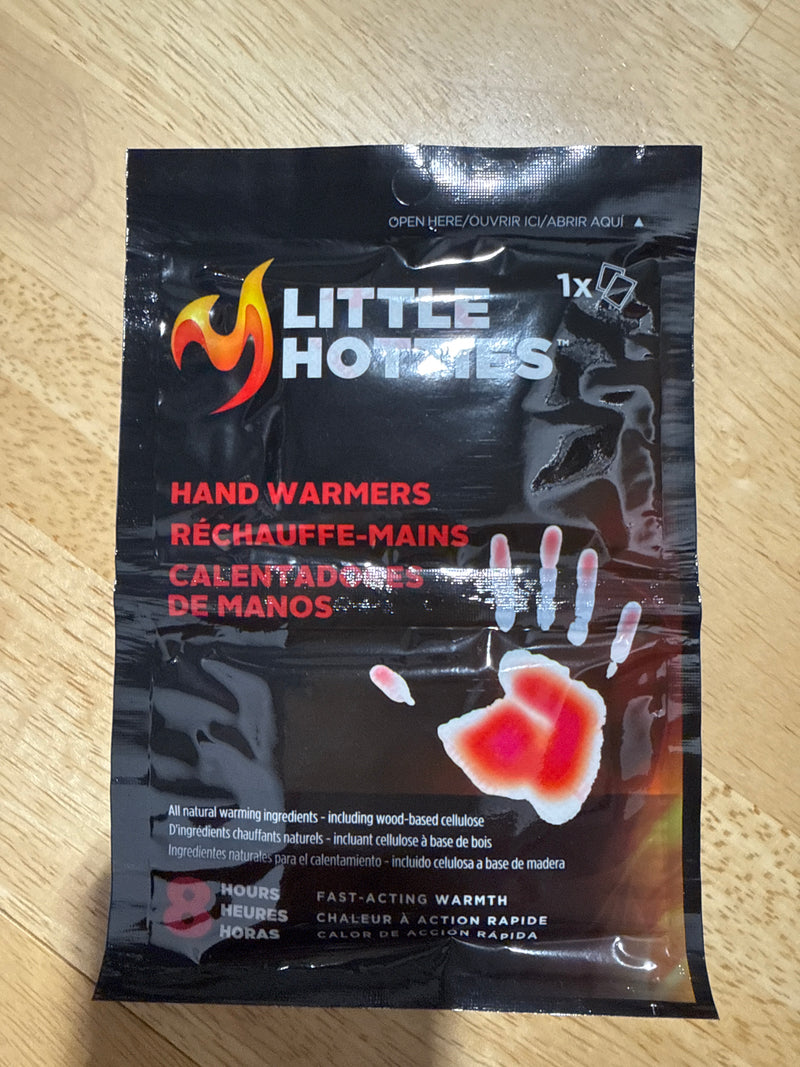 OPEN HERE/OUVRIR ICI/ABRIR AQUÍ ▲
1x
LITTLE
HOTTIES™
HAND WARMERS
RÉCHAUFFE-MAINS
CALENTADORES
DE MANOS
All natural warming ingredients - including wood-based cellulose
D'ingrédients chauffants naturels - incluant cellulose à base de bois
Ingredientes naturales para el calentamiento - incluido celulosa a base de madera
8 HOURS
HEURES
HORAS
FAST-ACTING WARMTH
CHALEUR À ACTION RAPIDE
CALOR DE ACCIÓN RÁPIDA